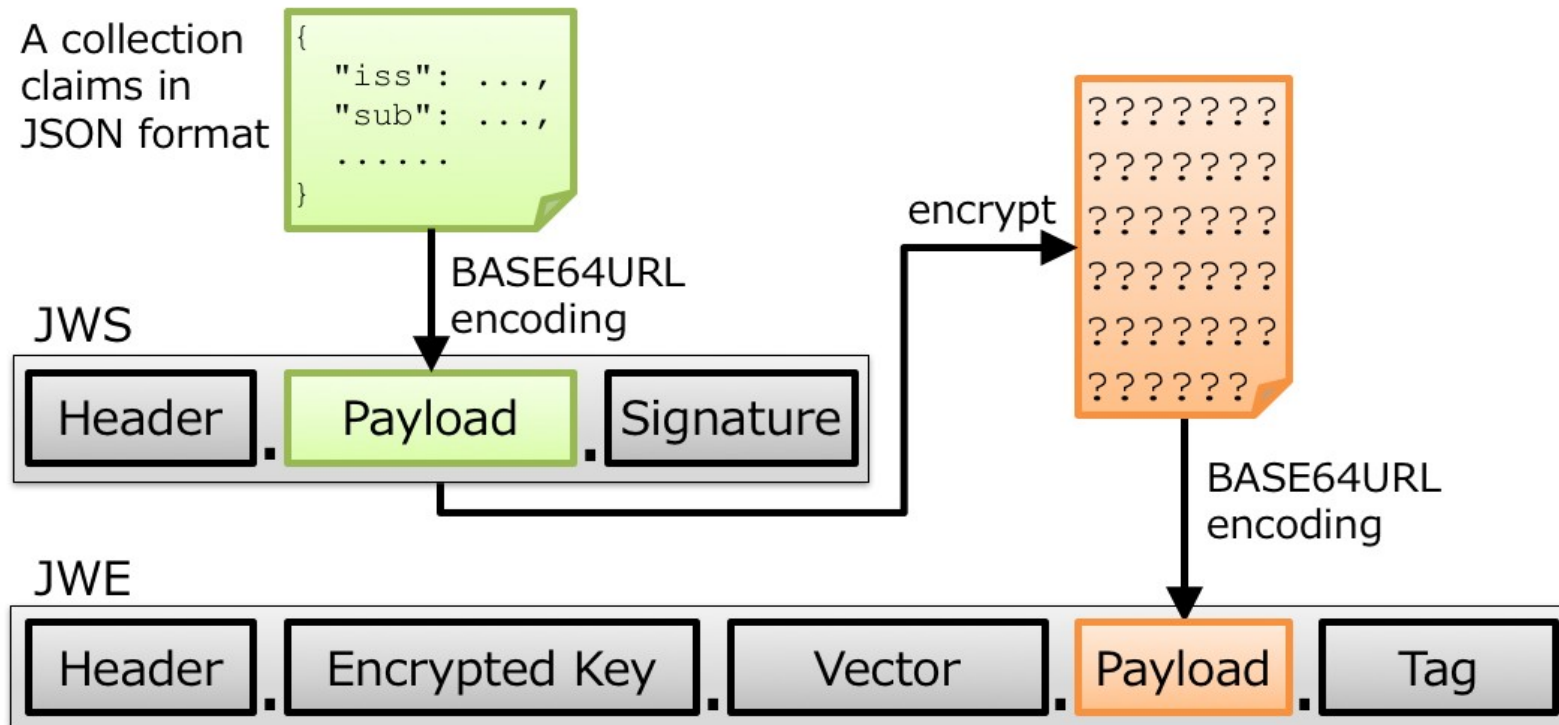 A collection
claims in
JSON format
{
"iss": ...,
"sub": ...,
......
}
BASE64URL
encoding
JWS
Header . Payload . Signature
encrypt
???????
???????
???????
???????
???????
??????
BASE64URL
encoding
JWE
Header . Encrypted Key . Vector . Payload . Tag